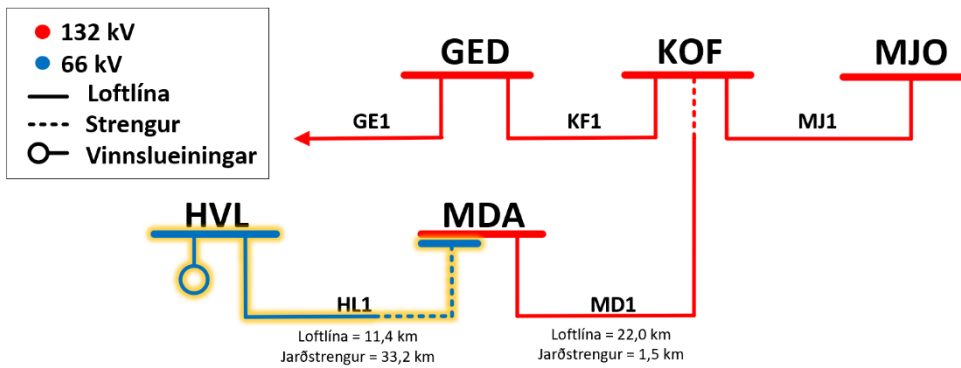 132 kV
66 kV
Loftlína
Strengur
Vinnslueiningar
GED
KOF
MJO
GE1
KF1
MJ1
HVL
MDA
HL1
MD1
Loftlína = 11,4 km
Jarðstrengur = 33,2 km
Loftlína = 22,0 km
Jarðstrengur = 1,5 km